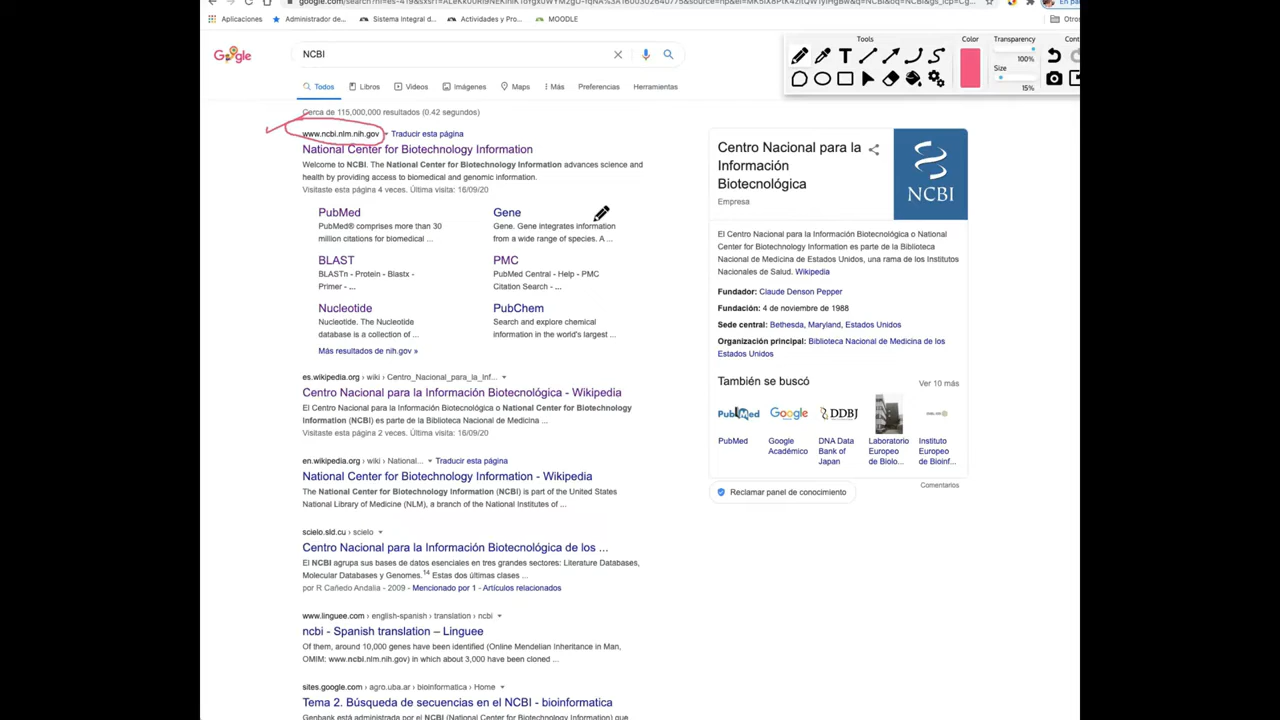 Aplicaciones
Administrador de...
Sistema integral d...
Actividades y Pro...
MOODLE
Otros
Google
NCBI
Tools
Color
Transparency
100%
Size
15%
Todos
Libros
Videos
Imágenes
Maps
Más
Preferencias
Herramientas
Cerca de 115,000,000 resultados (0.42 segundos)
www.ncbi.nlm.nih.gov
Traducir esta página
National Center for Biotechnology Information
Welcome to NCBI. The National Center for Biotechnology Information advances science and
health by providing access to biomedical and genomic information.
Visitaste esta página 4 veces. Última visita: 16/09/20
PubMed
PubMed® comprises more than 30
million citations for biomedical ...
Gene
Gene. Gene integrates information
from a wide range of species. A ...
BLAST
BLASTn - Protein - Blastx -
Primer - ...
PMC
PubMed Central - Help - PMC
Citation Search - ...
Nucleotide
Nucleotide. The Nucleotide
database is a collection of ...
PubChem
Search and explore chemical
information in the world's largest ...
Más resultados de nih.gov »
es.wikipedia.org › wiki › Centro_Nacional_para_la_Inf...
Centro Nacional para la Información Biotecnológica - Wikipedia
El Centro Nacional para la Información Biotecnológica o National Center for Biotechnology
Information (NCBI) es parte de la Biblioteca Nacional de Medicina ...
Visitaste esta página 2 veces. Última visita: 16/09/20
en.wikipedia.org › wiki › National...
Traducir esta página
National Center for Biotechnology Information - Wikipedia
The National Center for Biotechnology Information (NCBI) is part of the United States
National Library of Medicine (NLM), a branch of the National Institutes of ...
scielo.sld.cu › scielo
Centro Nacional para la Información Biotecnológica de los ...
El NCBI agrupa sus bases de datos esenciales en tres grandes sectores: Literature Databases,
Molecular Databases y Genomes.14 Estas dos últimas clases ...
por R Cañedo Andalia - 2009 - Mencionado por 1 - Artículos relacionados
www.linguee.com › english-spanish › translation › ncbi
ncbi - Spanish translation – Linguee
Of them, around 10,000 genes have been identified (Online Mendelian Inheritance in Man,
OMIM; www.ncbi.nlm.nih.gov) in which about 3,000 have been cloned ...
sites.google.com › agro.uba.ar › bioinformatica › Home
Tema 2. Búsqueda de secuencias en el NCBI - bioinformatica
Genbank está administrada por el NCBI (National Center for Biotechnology Information) que
Centro Nacional para la
Información
Biotecnológica
Empresa
NCBI
El Centro Nacional para la Información Biotecnológica o National
Center for Biotechnology Information es parte de la Biblioteca
Nacional de Medicina de Estados Unidos, una rama de los Institutos
Nacionales de Salud. Wikipedia
Fundador: Claude Denson Pepper
Fundación: 4 de noviembre de 1988
Sede central: Bethesda, Maryland, Estados Unidos
Organización principal: Biblioteca Nacional de Medicina de los
Estados Unidos
También se buscó
Ver 10 más
PubMed
Google
DDBJ
PubMed
Google
Académico
DNA Data
Bank of
Japan
Laboratorio
Europeo
de Biolo...
Instituto
Europeo
de Bioinf...
Reclamar panel de conocimiento
Comentarios